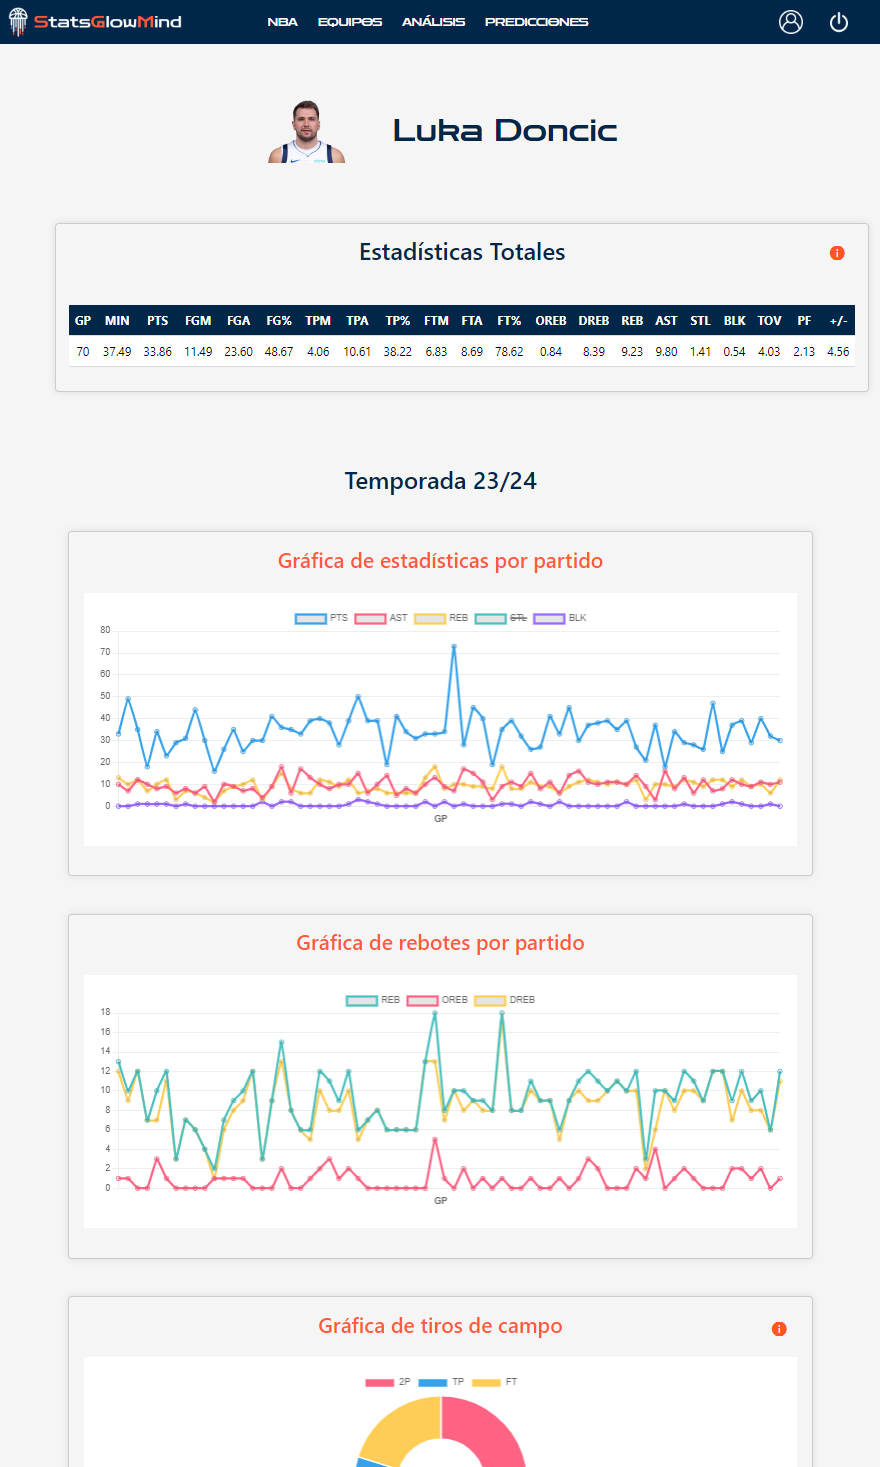 StatsGlowMind NBA EQUIPOS ANÁLISIS PREDICCIONES
Luka Doncic
Estadísticas Totales
GP MIN PTS FGM FGA FG% TPM TPA TP% FTM FTA FT% OREB DREB REB AST STL BLK TOV PF +/-
70 37.49 33.86 11.49 23.60 48.67 4.06 10.61 38.22 6.83 8.69 78.62 0.84 8.39 9.23 9.80 1.41 0.54 4.03 2.13 4.56
Temporada 23/24
Gráfica de estadísticas por partido
PTS AST REB STL BLK
80
70
60
50
40
30
20
10
0
GP
Gráfica de rebotes por partido
REB OREB DREB
18
16
14
12
10
8
6
4
2
0
GP
Gráfica de tiros de campo
2P TP FT